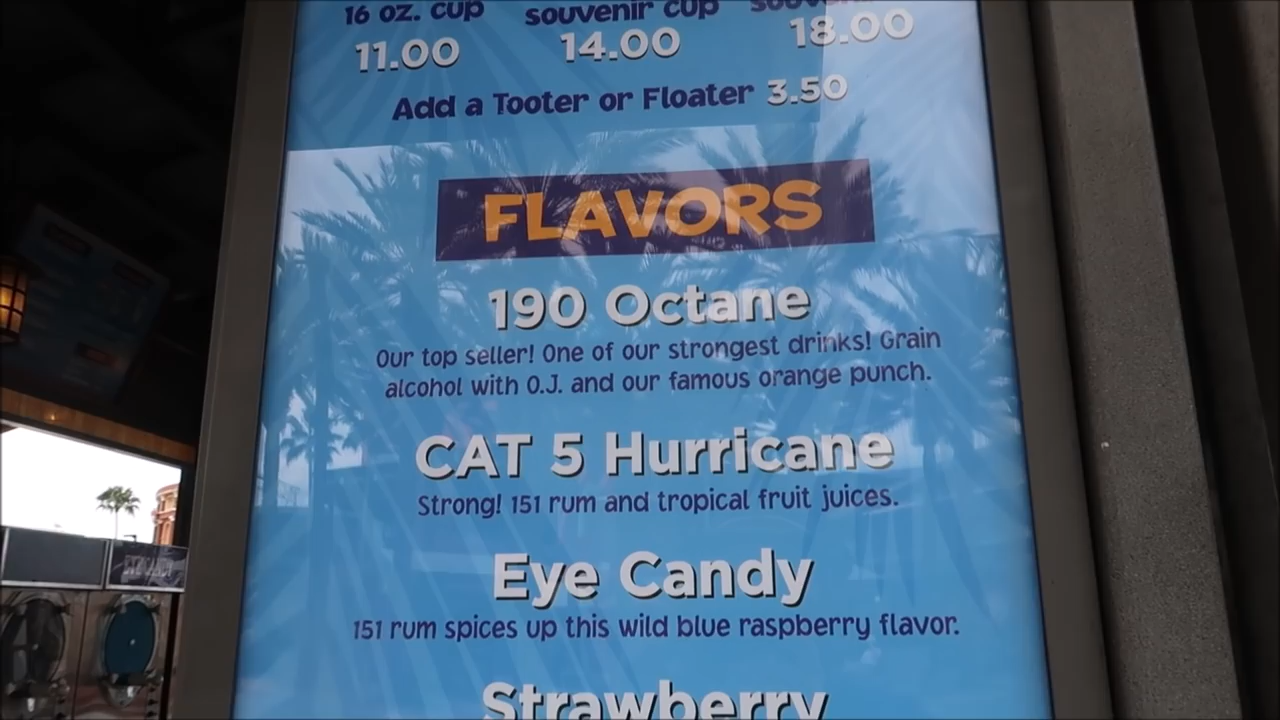 16 oz. cup souvenir cup
11.00 14.00 18.00
Add a Tooter or Floater 3.50
FLAVORS
190 Octane
Our top seller! One of our strongest drinks! Grain
alcohol with O.J. and our famous orange punch.
CAT 5 Hurricane
Strong! 151 rum and tropical fruit juices.
Eye Candy
151 rum spices up this wild blue raspberry flavor.
Strawberry